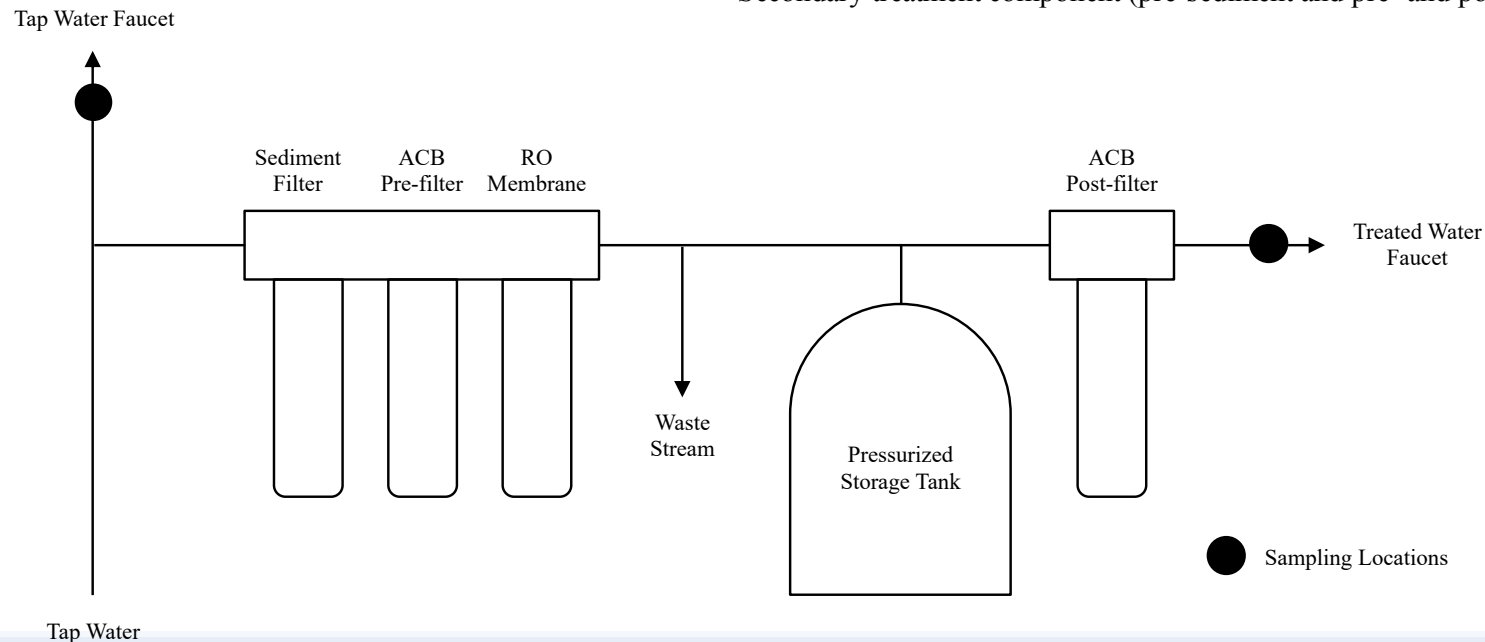 Secondary treatment component (pre-sediment and pre- and
Tap Water Faucet
Sediment
Filter
ACB
Pre-filter
RO
Membrane
ACB
Post-filter
Treated Water
Faucet
Waste
Stream
Pressurized
Storage Tank
Sampling Locations
Tap Water